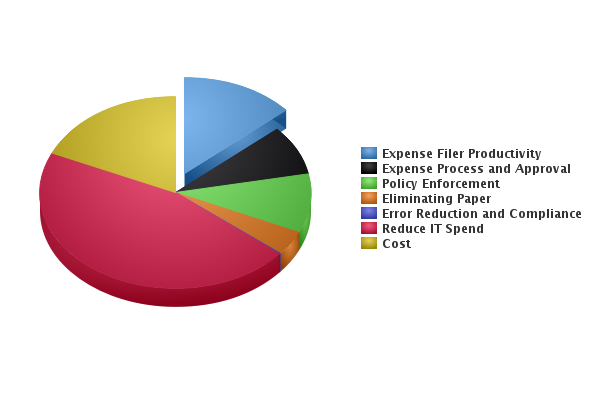 Expense Filer Productivity
Expense Process and Approval
Policy Enforcement
Eliminating Paper
Error Reduction and Compliance
Reduce IT Spend
Cost